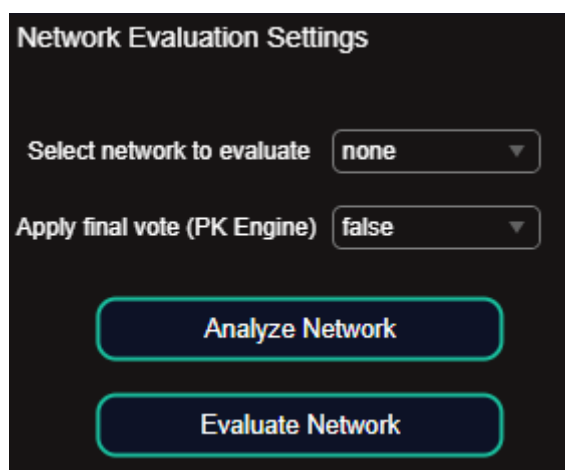 Network Evaluation Settings
Select network to evaluate none
Apply final vote (PK Engine) false
Analyze Network
Evaluate Network